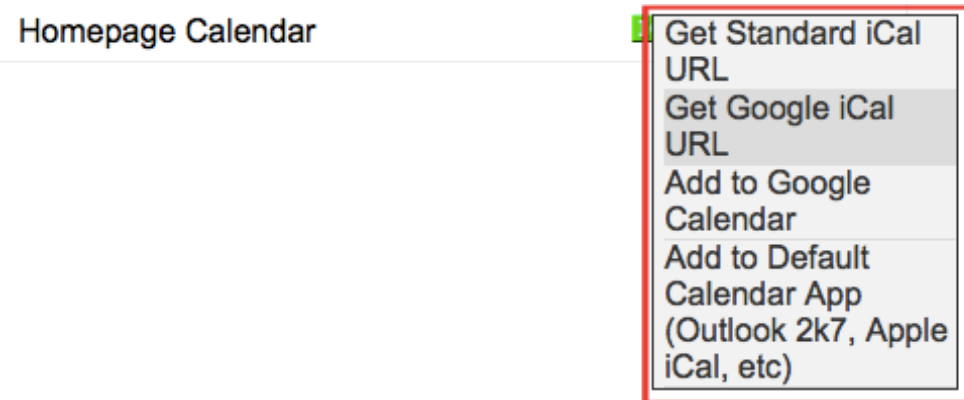 Homepage Calendar
Get Standard iCal
URL
Get Google iCal
URL
Add to Google
Calendar
Add to Default
Calendar App
(Outlook 2k7, Apple
iCal, etc)